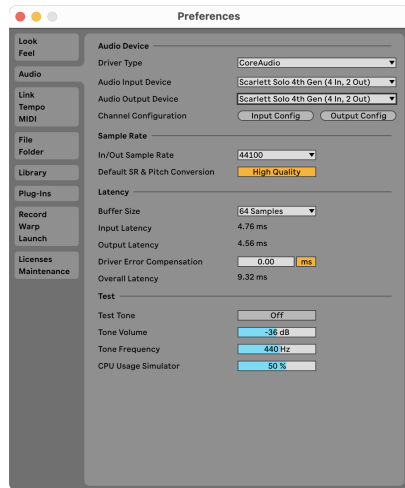 Preferences
Look
Feel
Audio
Link
Tempo
MIDI
File
Folder
Library
Plug-Ins
Record
Warp
Launch
Licenses
Maintenance
Audio Device
Driver Type CoreAudio
Audio Input Device Scarlett Solo 4th Gen (4 In, 2 Out)
Audio Output Device Scarlett Solo 4th Gen (4 In, 2 Out)
Channel Configuration Input Config Output Config
Sample Rate
In/Out Sample Rate 44100
Default SR & Pitch Conversion High Quality
Latency
Buffer Size 64 Samples
Input Latency 4.76 ms
Output Latency 4.56 ms
Driver Error Compensation 0.00 ms
Overall Latency 9.32 ms
Test
Test Tone Off
Tone Volume -36 dB
Tone Frequency 440 Hz
CPU Usage Simulator 50 %